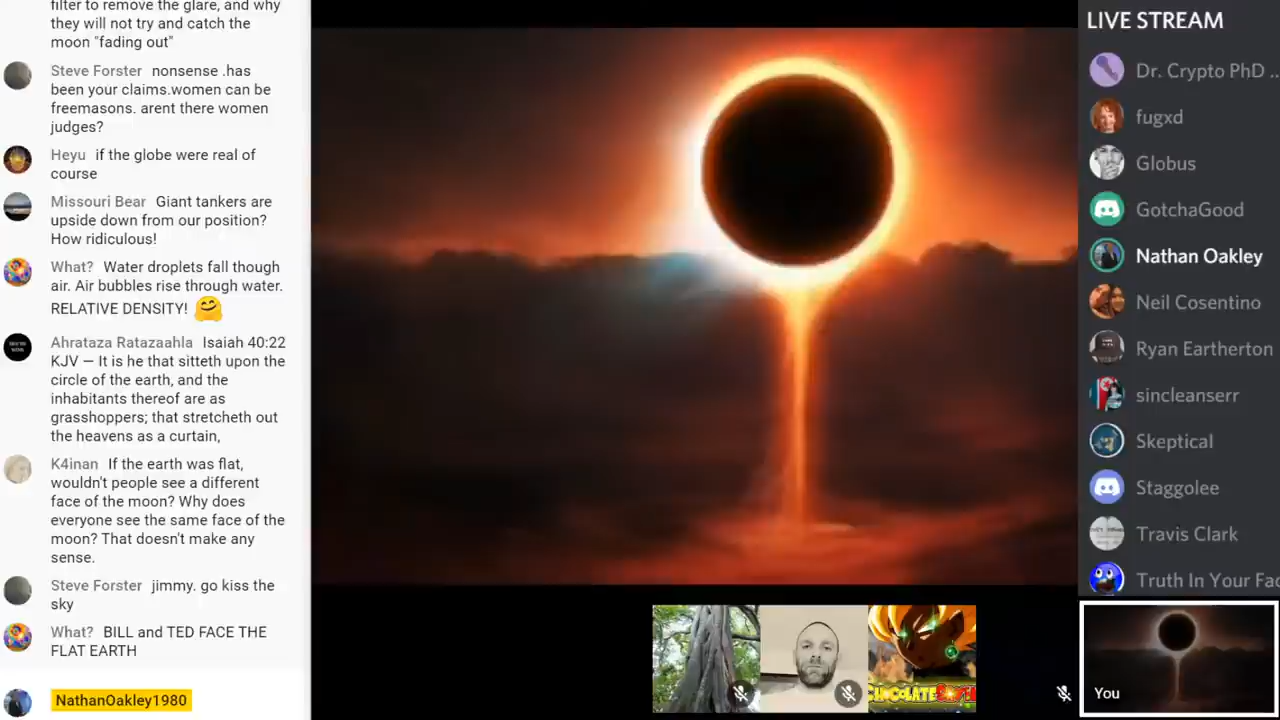 filter to remove the glare, and why
they will not try and catch the
moon "fading out"
Steve Forster nonsense .has
been your claims.women can be
freemasons. arent there women
judges?
Heyu if the globe were real of
course
Missouri Bear Giant tankers are
upside down from our position?
How ridiculous!
What? Water droplets fall though
air. Air bubbles rise through water.
RELATIVE DENSITY! 🤗
Ahrataza Ratazaahla Isaiah 40:22
KJV — It is he that sitteth upon the
circle of the earth, and the
inhabitants thereof are as
grasshoppers; that stretcheth out
the heavens as a curtain,
K4inan If the earth was flat,
wouldn't people see a different
face of the moon? Why does
everyone see the same face of the
moon? That doesn't make any
sense.
Steve Forster jimmy. go kiss the
sky
What? BILL and TED FACE THE
FLAT EARTH
NathanOakley1980
LIVE STREAM
Dr. Crypto PhD ..
fugxd
Globus
GotchaGood
Nathan Oakley
Neil Cosentino
Ryan Eartherton
sincleanserr
Skeptical
Staggolee
Travis Clark
Truth In Your Fac
You